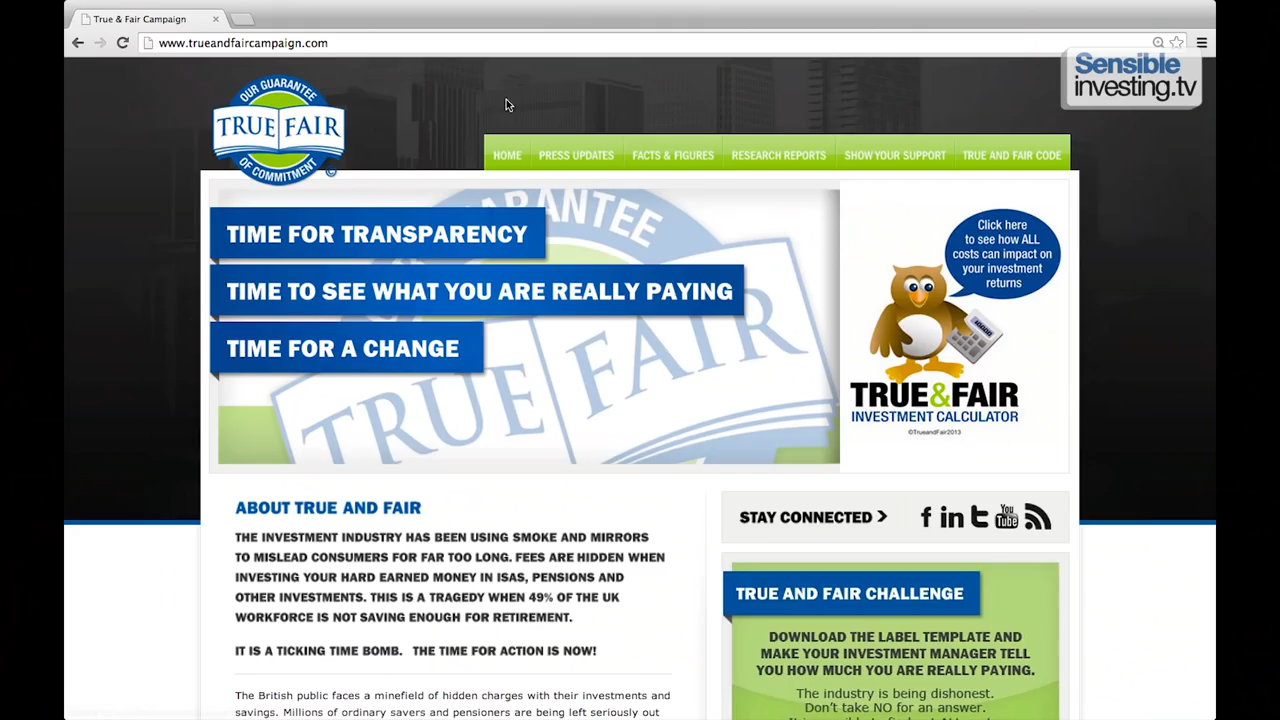 True & Fair Campaign
www.trueandfaircampaign.com
Sensible
investing.tv
OUR GUARANTEE
TRUE FAIR
OF COMMITMENT
HOME PRESS UPDATES FACTS & FIGURES RESEARCH REPORTS SHOW YOUR SUPPORT TRUE AND FAIR CODE
TIME FOR TRANSPARENCY
TIME TO SEE WHAT YOU ARE REALLY PAYING
TIME FOR A CHANGE
GUARANTEE
TRUE FAIR
Click here
to see how ALL
costs can impact on
your investment
returns
TRUE&FAIR
INVESTMENT CALCULATOR
©TrueandFair2013
ABOUT TRUE AND FAIR
THE INVESTMENT INDUSTRY HAS BEEN USING SMOKE AND MIRRORS
TO MISLEAD CONSUMERS FOR FAR TOO LONG. FEES ARE HIDDEN WHEN
INVESTING YOUR HARD EARNED MONEY IN ISAS, PENSIONS AND
OTHER INVESTMENTS. THIS IS A TRAGEDY WHEN 49% OF THE UK
WORKFORCE IS NOT SAVING ENOUGH FOR RETIREMENT.
IT IS A TICKING TIME BOMB. THE TIME FOR ACTION IS NOW!
The British public faces a minefield of hidden charges with their investments and
savings. Millions of ordinary savers and pensioners are being left seriously out
STAY CONNECTED
You Tube
TRUE AND FAIR CHALLENGE
DOWNLOAD THE LABEL TEMPLATE AND
MAKE YOUR INVESTMENT MANAGER TELL
YOU HOW MUCH YOU ARE REALLY PAYING.
The industry is being dishonest.
Don't take NO for an answer.